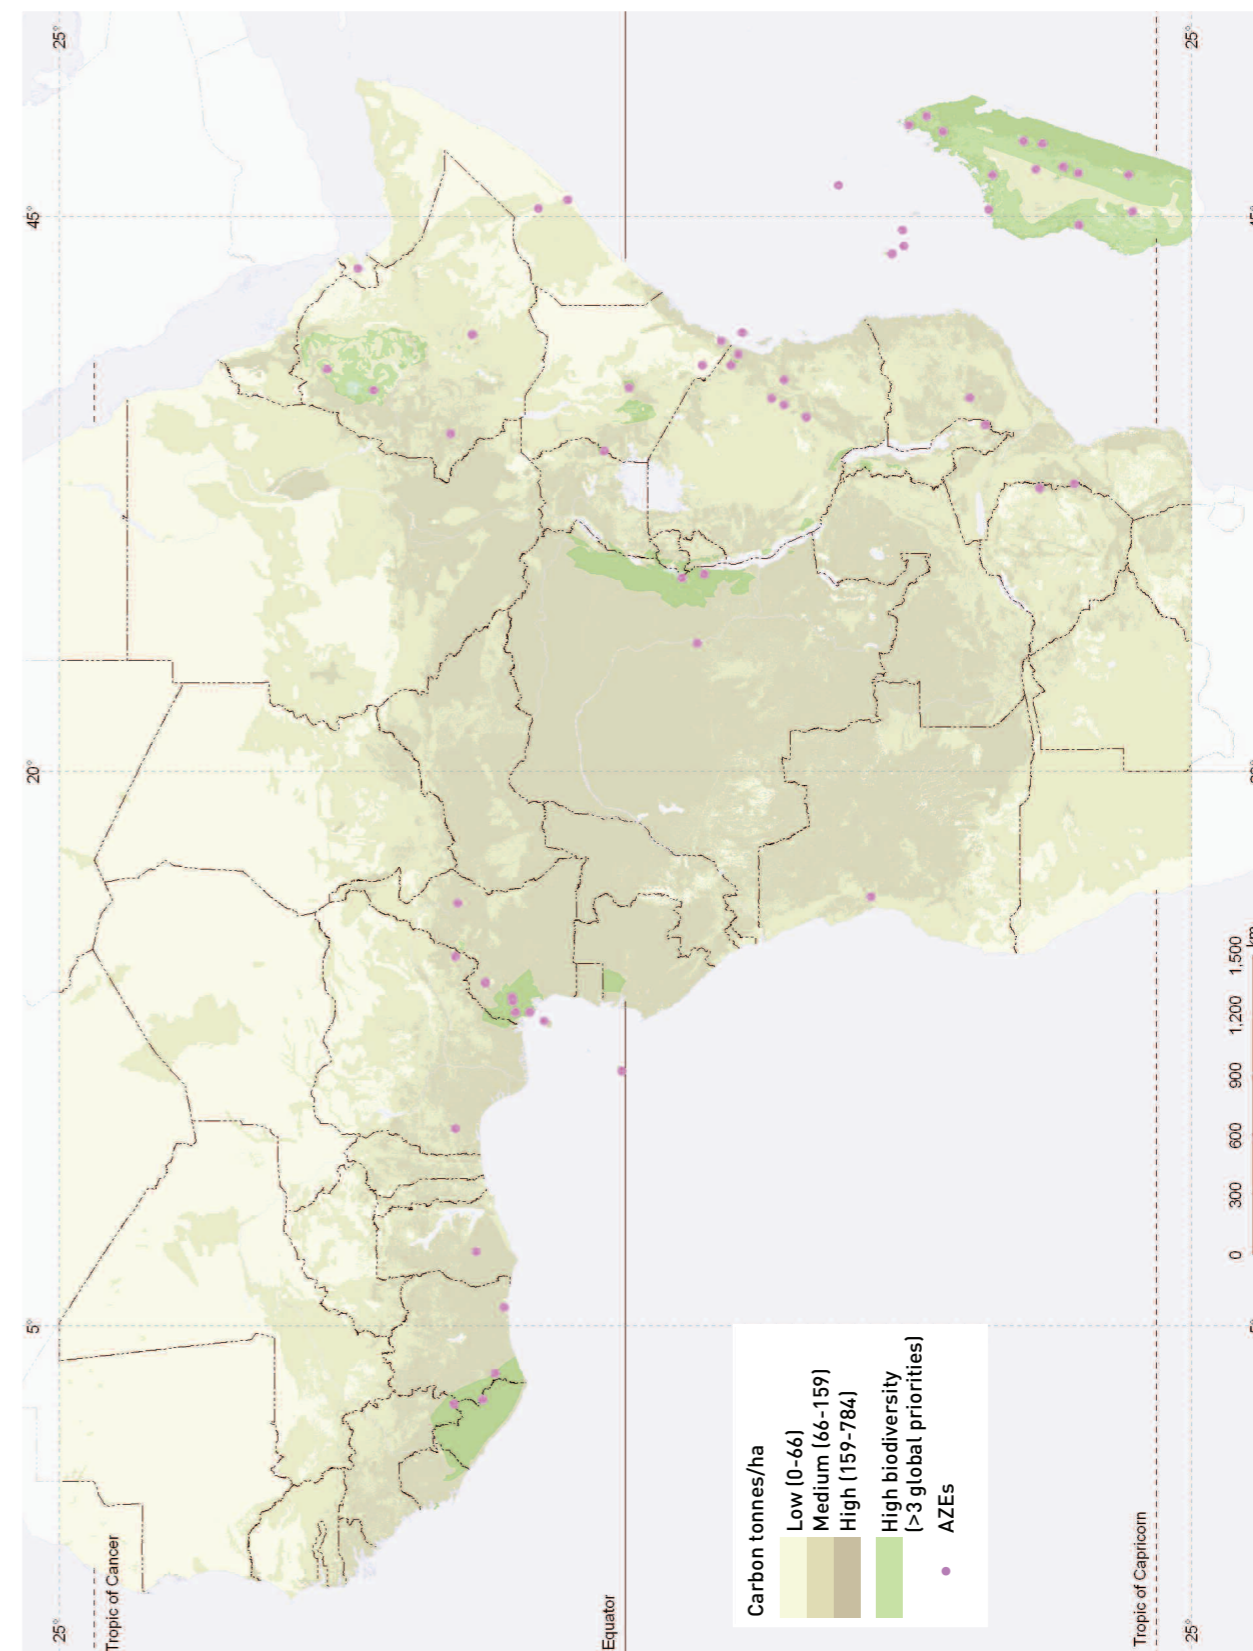 5°
20°
45°
25°
25°
Tropic of Cancer
Equator
Carbon tonnes/ha
Low (0-66)
Medium (66-159)
High (159-784)
High biodiversity
(>3 global priorities)
AZEs
Tropic of Capricorn
25°
25°
0 300 600 900 1,200 1,500
km